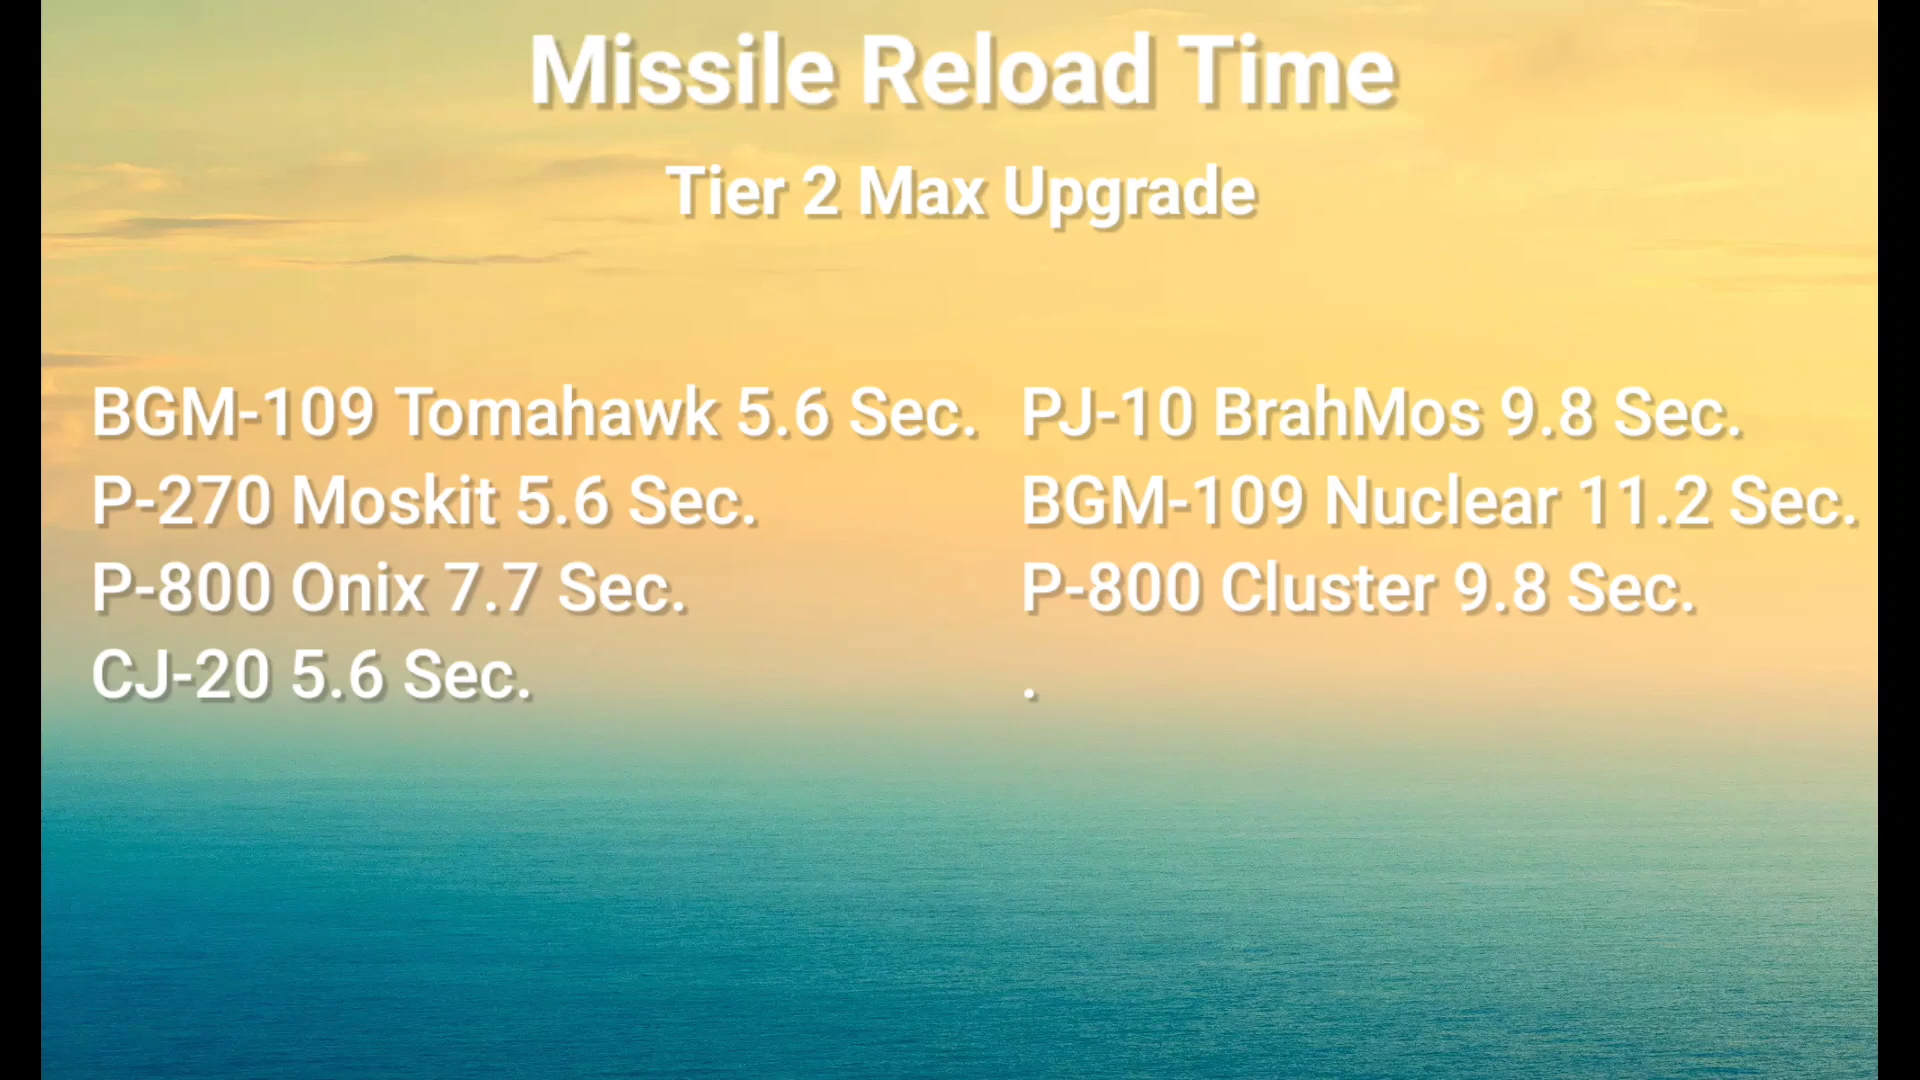 Missile Reload Time
Tier 2 Max Upgrade
BGM-109 Tomahawk 5.6 Sec.
P-270 Moskit 5.6 Sec.
P-800 Onix 7.7 Sec.
CJ-20 5.6 Sec.
PJ-10 BrahMos 9.8 Sec.
BGM-109 Nuclear 11.2 Sec.
P-800 Cluster 9.8 Sec.
.